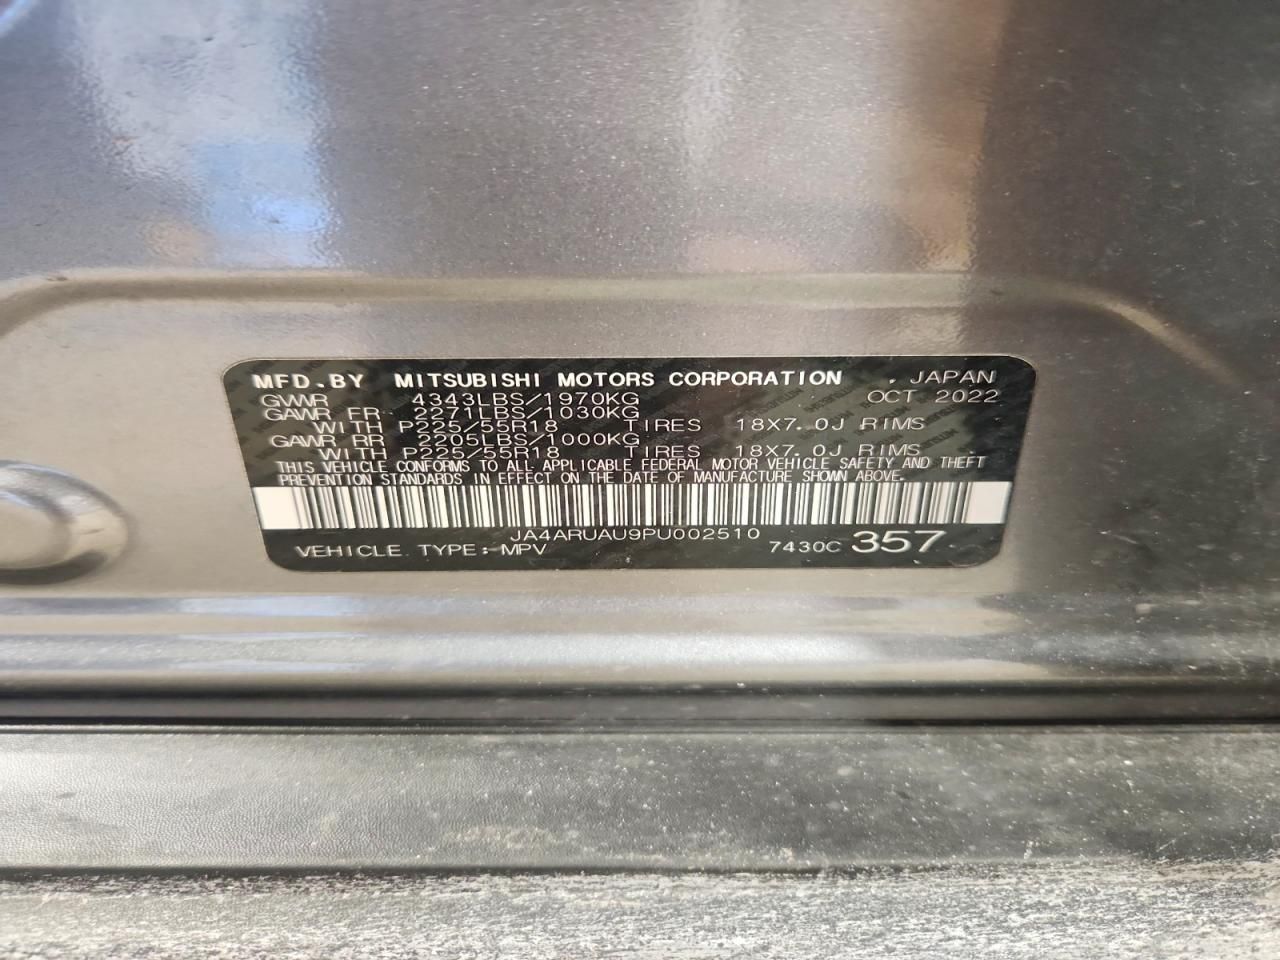 MFD.BY MITSUBISHI MOTORS CORPORATION , JAPAN
GVWR 4343LBS/1970KG OCT 2022
GAWR FR 2271LBS/1030KG
WITH P225/55R18 TIRES 18X7.0J RIMS
GAWR RR 2205LBS/1000KG
WITH P225/55R18 TIRES 18X7.0J RIMS
THIS VEHICLE CONFORMS TO ALL APPLICABLE FEDERAL MOTOR VEHICLE SAFETY AND THEFT
PREVENTION STANDARDS IN EFFECT ON THE DATE OF MANUFACTURE SHOWN ABOVE.
JA4ARUAU9PU002510
VEHICLE TYPE: MPV 7430C 357